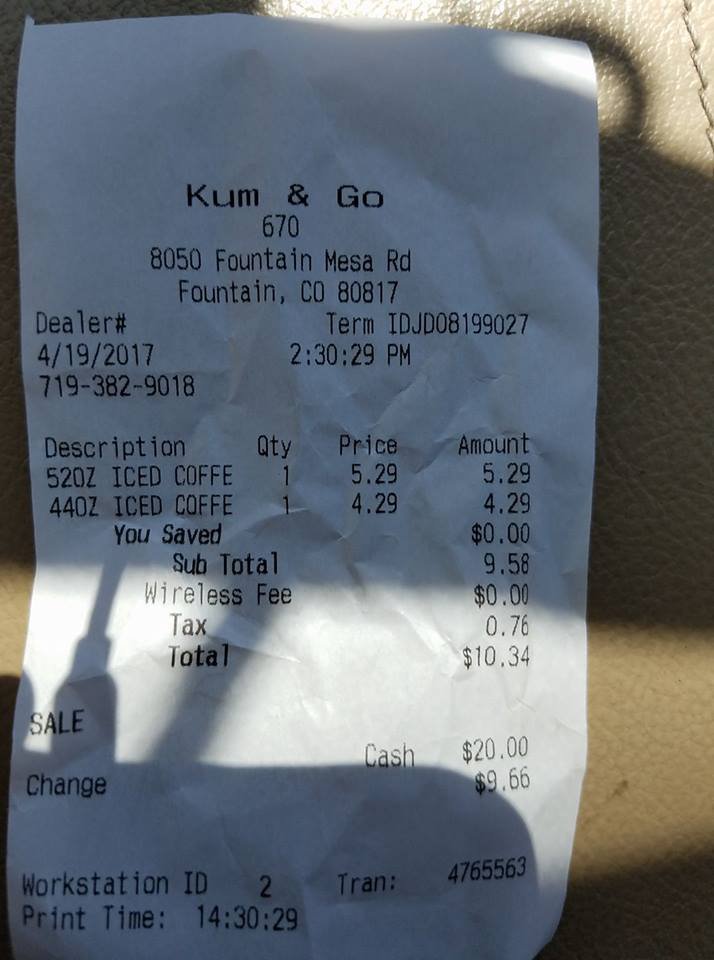 Kum & Go
670
8050 Fountain Mesa Rd
Fountain, CO 80817
Dealer# Term IDJD08199027
4/19/2017 2:30:29 PM
719-382-9018
Description Qty Price Amount
52OZ ICED COFFE 1 5.29 5.29
44OZ ICED COFFE 1 4.29 4.29
You Saved $0.00
Sub Total 9.58
Wireless Fee $0.00
Tax 0.76
Total $10.34
SALE
Cash $20.00
Change $9.66
Workstation ID 2 Tran: 4765563
Print Time: 14:30:29